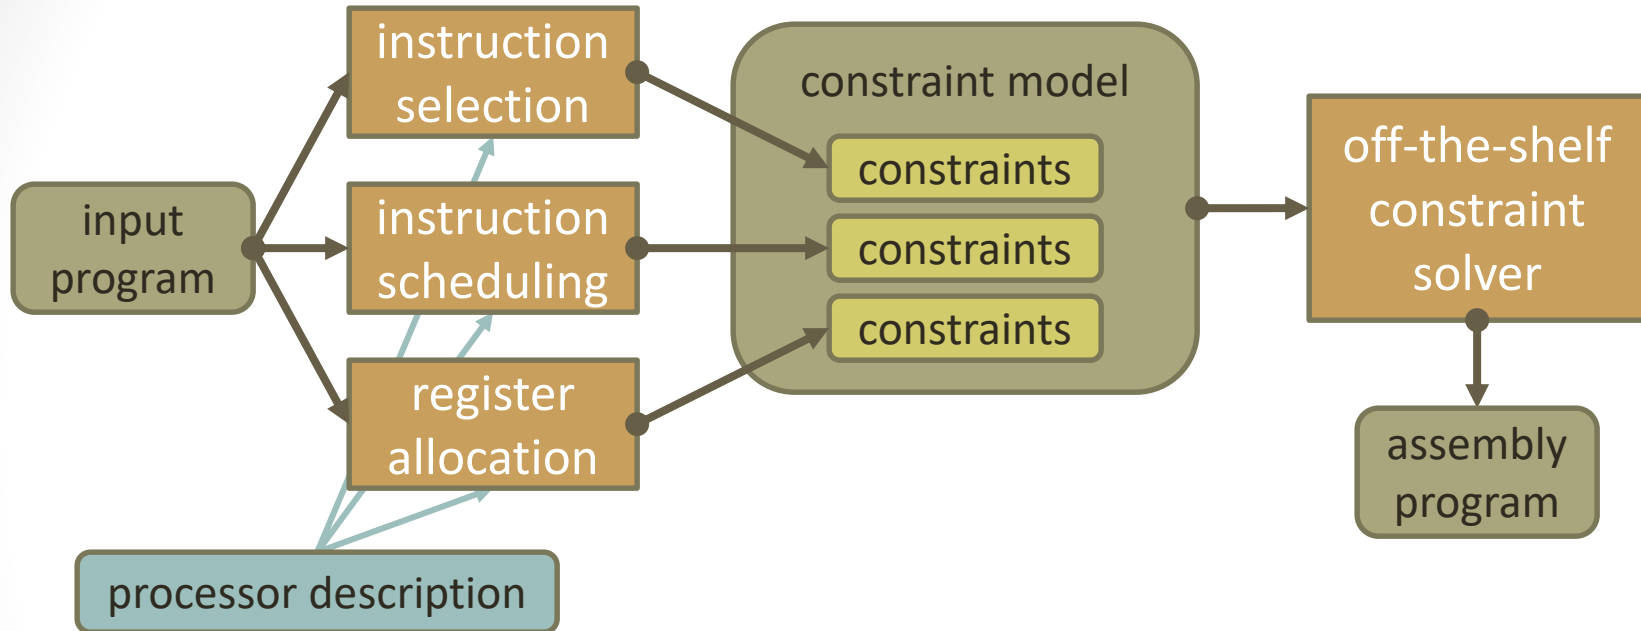 input
program
instruction
selection
instruction
scheduling
register
allocation
processor description
constraint model
constraints
constraints
constraints
off-the-shelf
constraint
solver
assembly
program